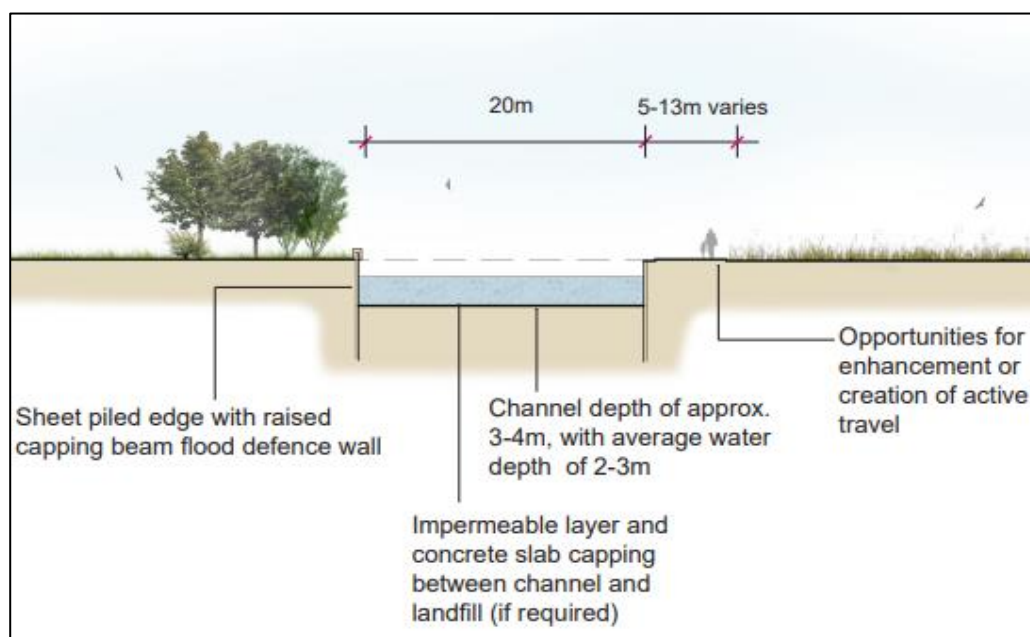 20m
5-13m varies
Sheet piled edge with raised
capping beam flood defence wall
Channel depth of approx.
3-4m, with average water
depth of 2-3m
Impermeable layer and
concrete slab capping
between channel and
landfill (if required)
Opportunities for
enhancement or
creation of active
travel